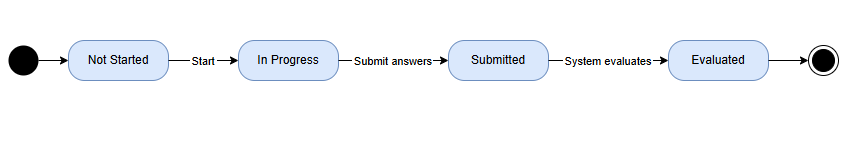 Not Started
Start
In Progress
Submit answers
Submitted
System evaluates
Evaluated